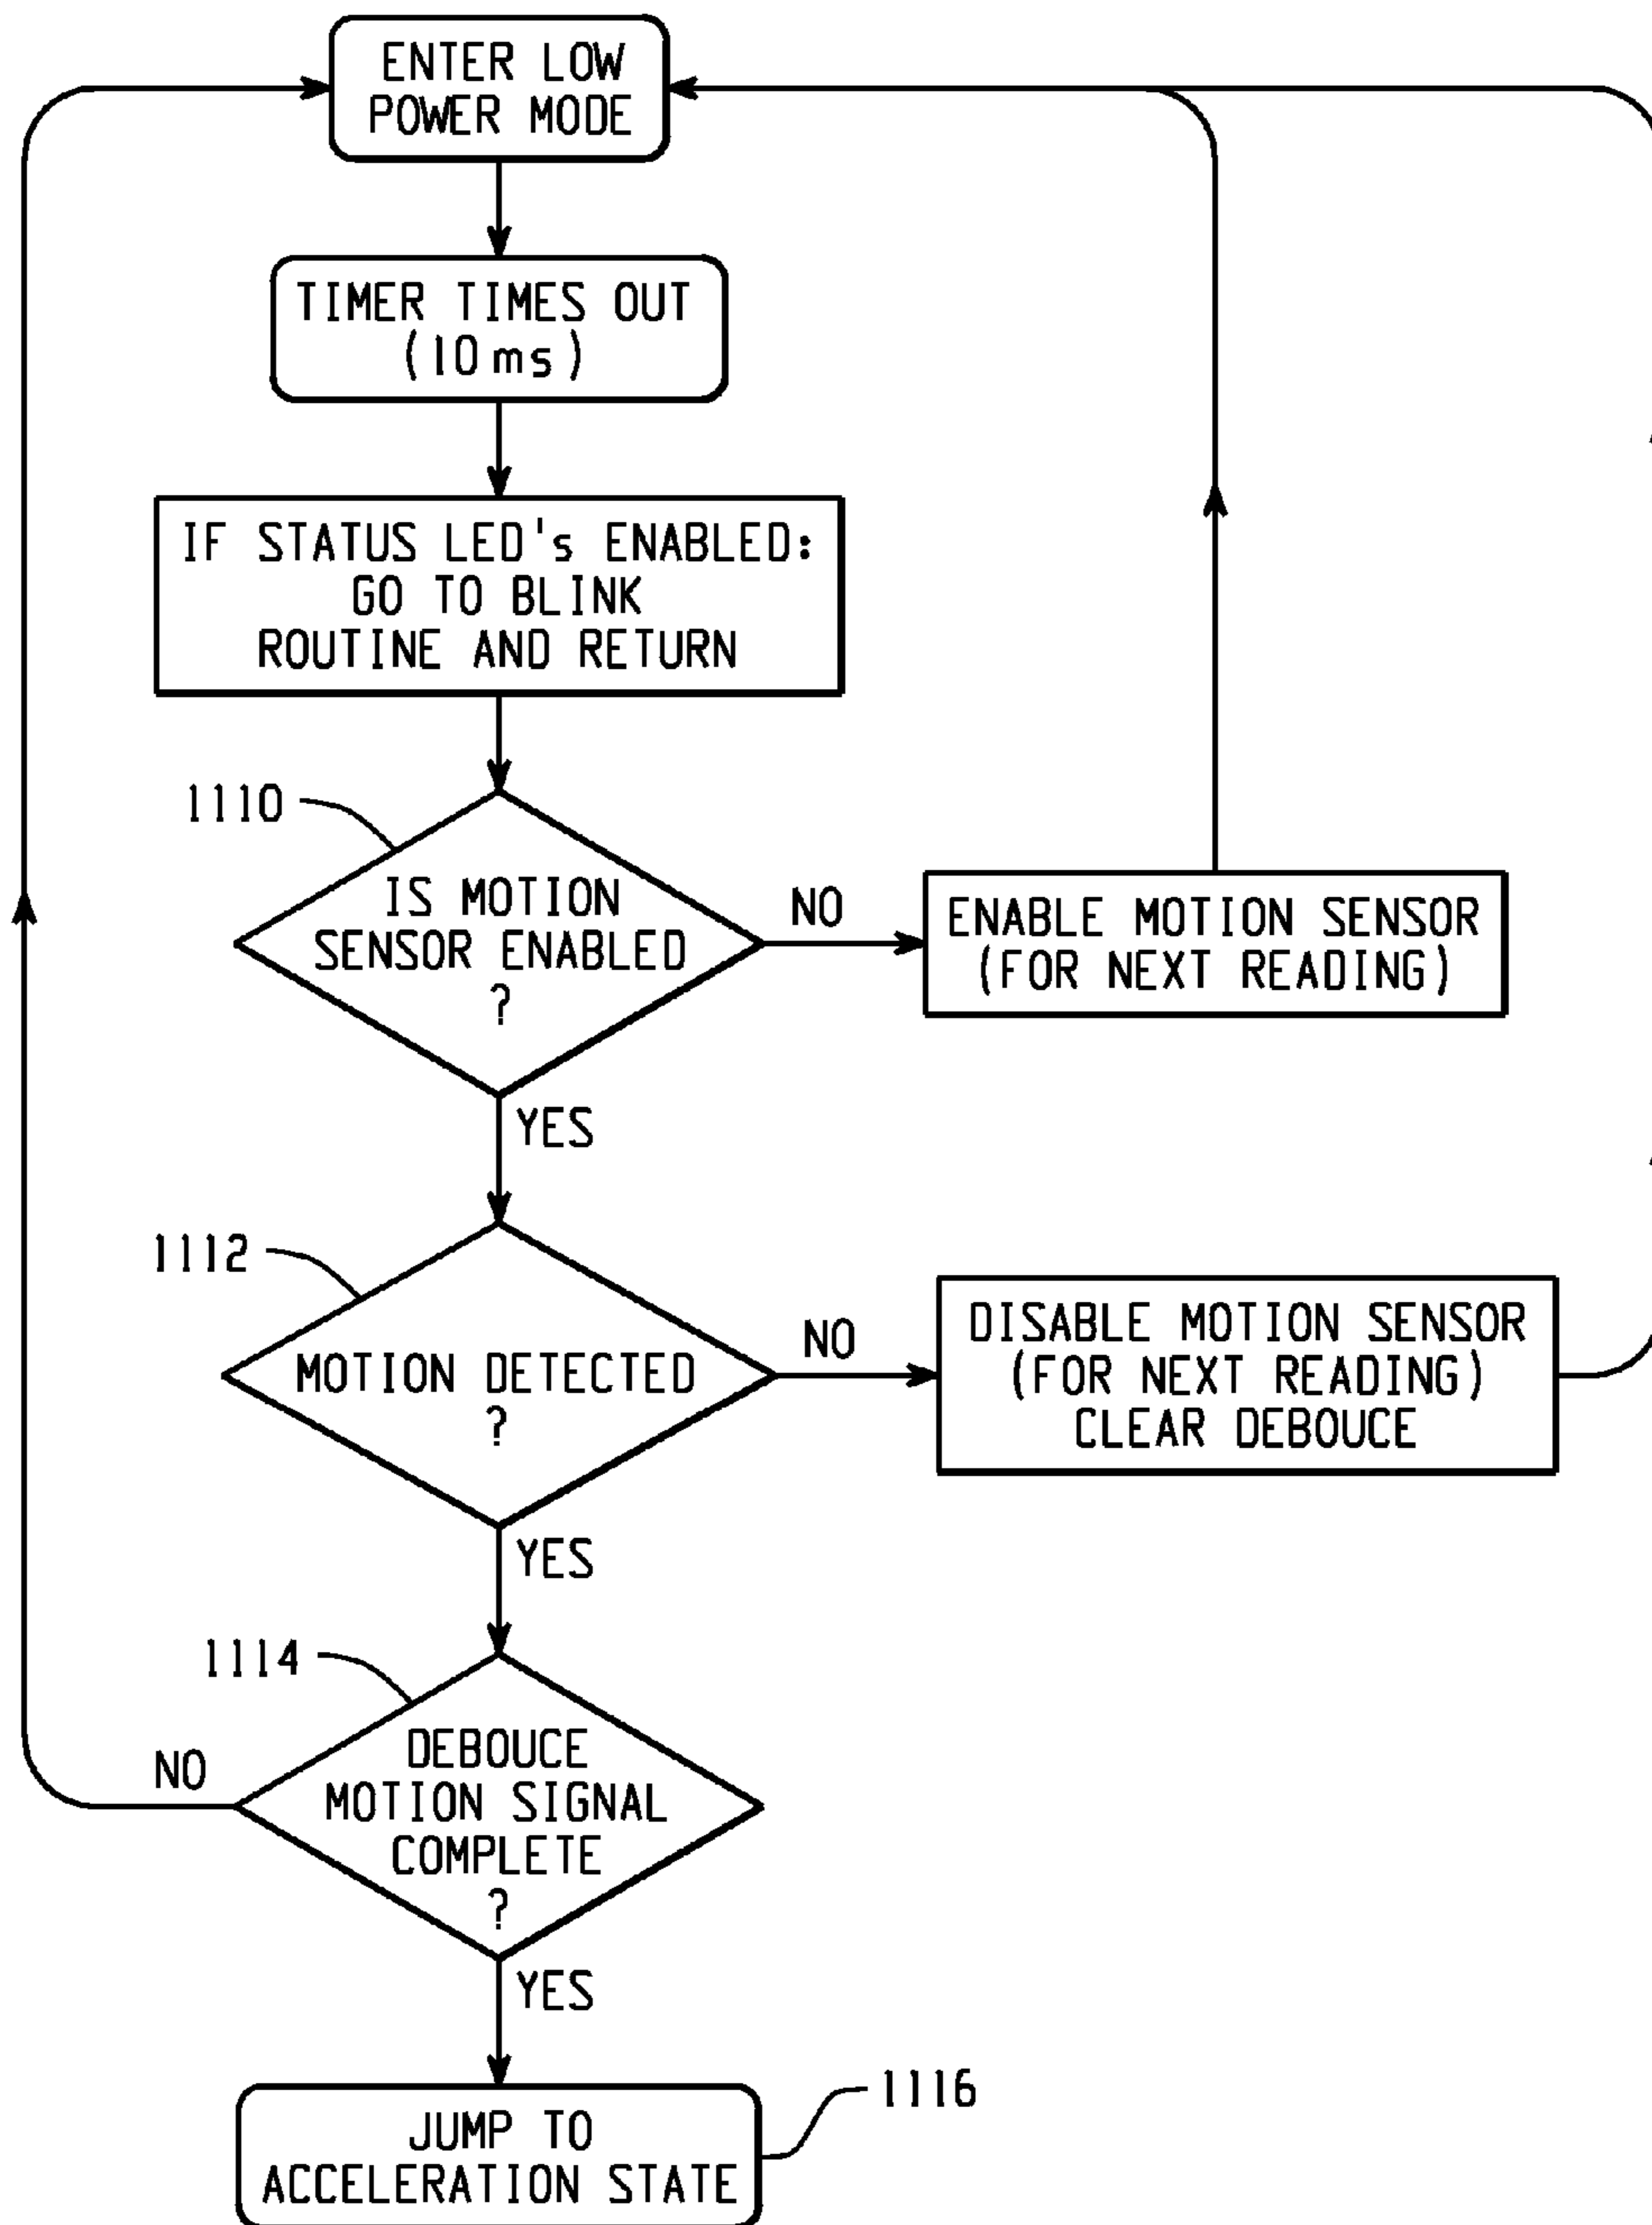 ENTER LOW
POWER MODE
TIMER TIMES OUT
(10ms)
IF STATUS LED's ENABLED:
GO TO BLINK
ROUTINE AND RETURN
1110
IS MOTION
SENSOR ENABLED
?
NO
ENABLE MOTION SENSOR
(FOR NEXT READING)
YES
1112
MOTION DETECTED
?
NO
DISABLE MOTION SENSOR
(FOR NEXT READING)
CLEAR DEBOUCE
YES
1114
NO
DEBOUCE
MOTION SIGNAL
COMPLETE
?
YES
1116
JUMP TO
ACCELERATION STATE